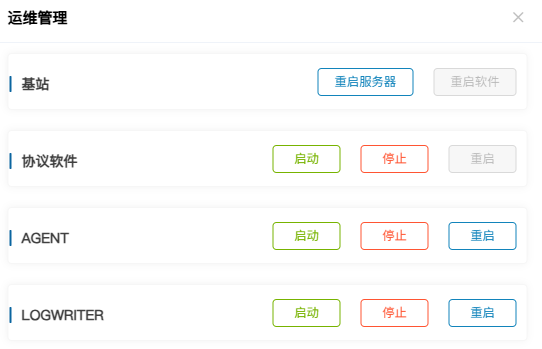 运维管理
基站 重启服务器 重启软件
协议软件 启动 停止 重启
AGENT 启动 停止 重启
LOGWRITER 启动 停止 重启